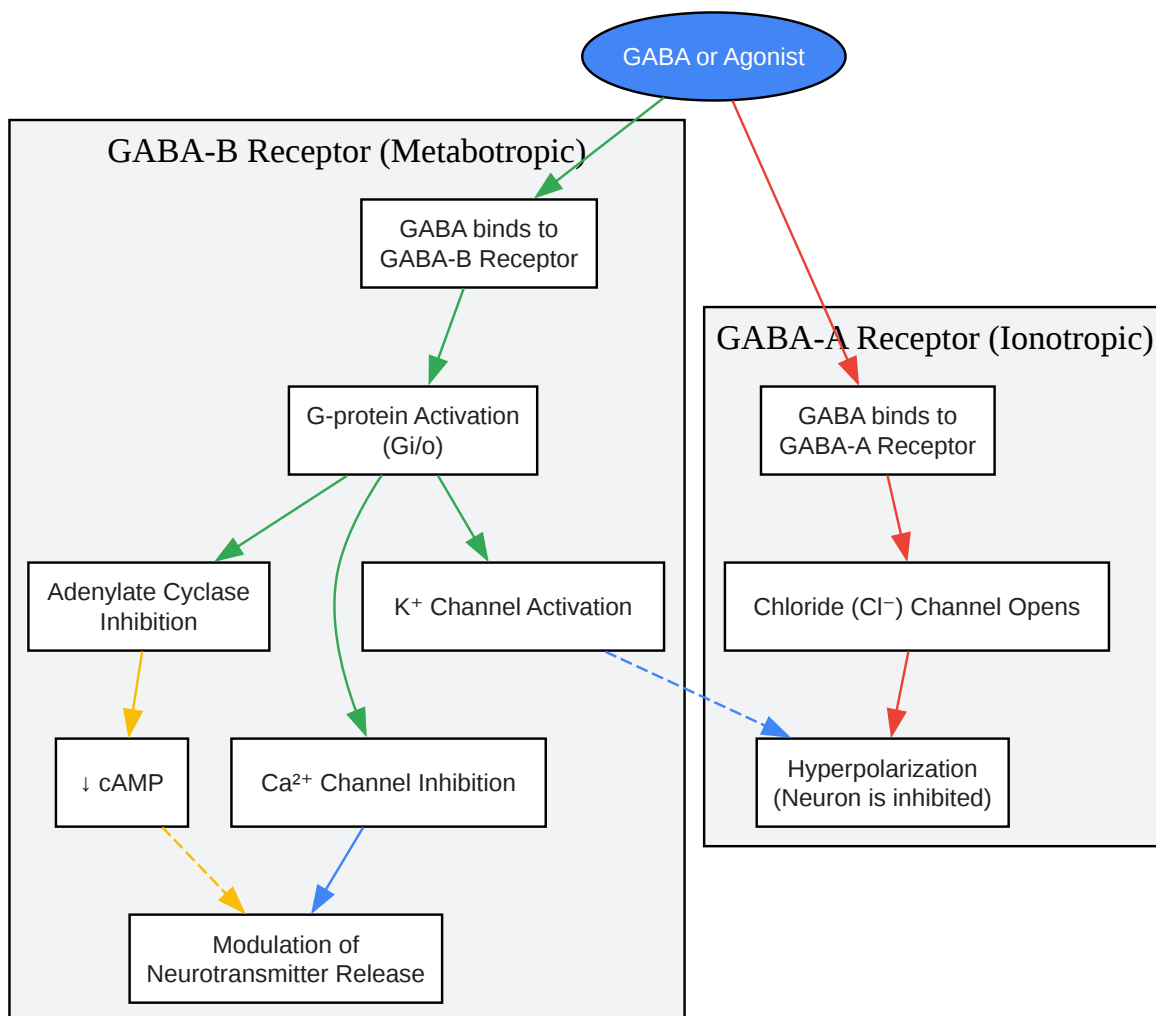 GABA or Agonist
GABA-B Receptor (Metabotropic)
GABA binds to
GABA-B Receptor
G-protein Activation
(Gi/o)
Adenylate Cyclase
Inhibition
K⁺ Channel Activation
↓ cAMP
Ca²⁺ Channel Inhibition
Modulation of
Neurotransmitter Release
GABA-A Receptor (Ionotropic)
GABA binds to
GABA-A Receptor
Chloride (Cl⁻) Channel Opens
Hyperpolarization
(Neuron is inhibited)